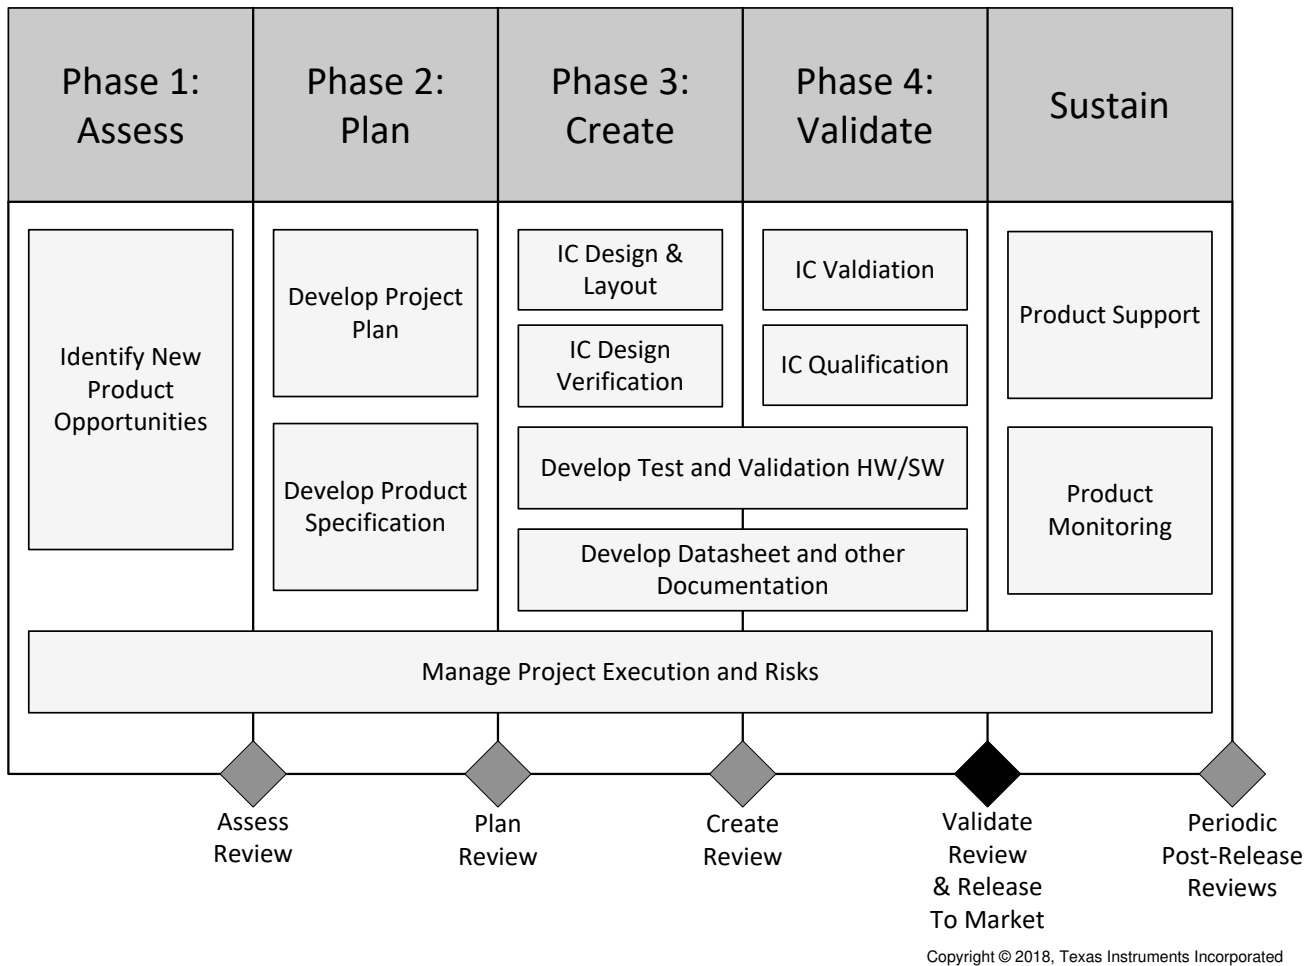 Phase 1:
Assess
Phase 2:
Plan
Phase 3:
Create
Phase 4:
Validate
Sustain
Identify New
Product
Opportunities
Develop Project
Plan
Develop Product
Specification
IC Design &
Layout
IC Design
Verification
IC Valdiation
IC Qualification
Develop Test and Validation HW/SW
Develop Datasheet and other
Documentation
Product Support
Product
Monitoring
Manage Project Execution and Risks
Assess
Review
Plan
Review
Create
Review
Validate
Review
& Release
To Market
Periodic
Post-Release
Reviews
Copyright © 2018, Texas Instruments Incorporated